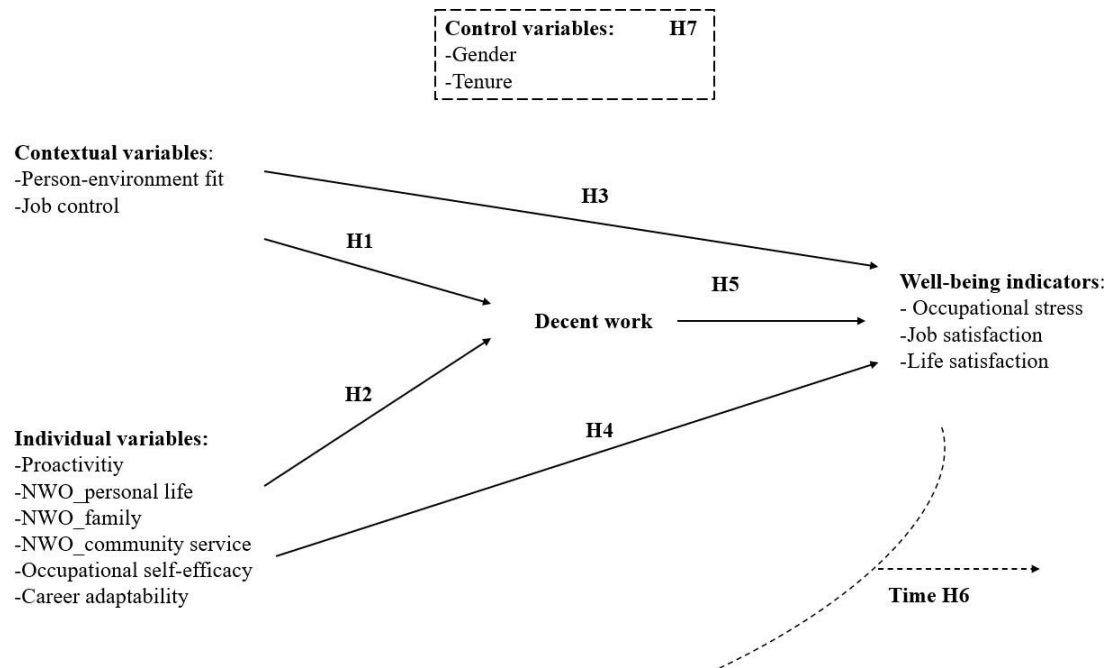 Control variables: H7
-Gender
-Tenure
Contextual variables:
-Person-environment fit
-Job control
H3
H1
H5
Decent work
Well-being indicators:
- Occupational stress
-Job satisfaction
-Life satisfaction
H2
H4
Individual variables:
-Proactivitiy
-NWO_personal life
-NWO_family
-NWO_community service
-Occupational self-efficacy
-Career adaptability
Time H6